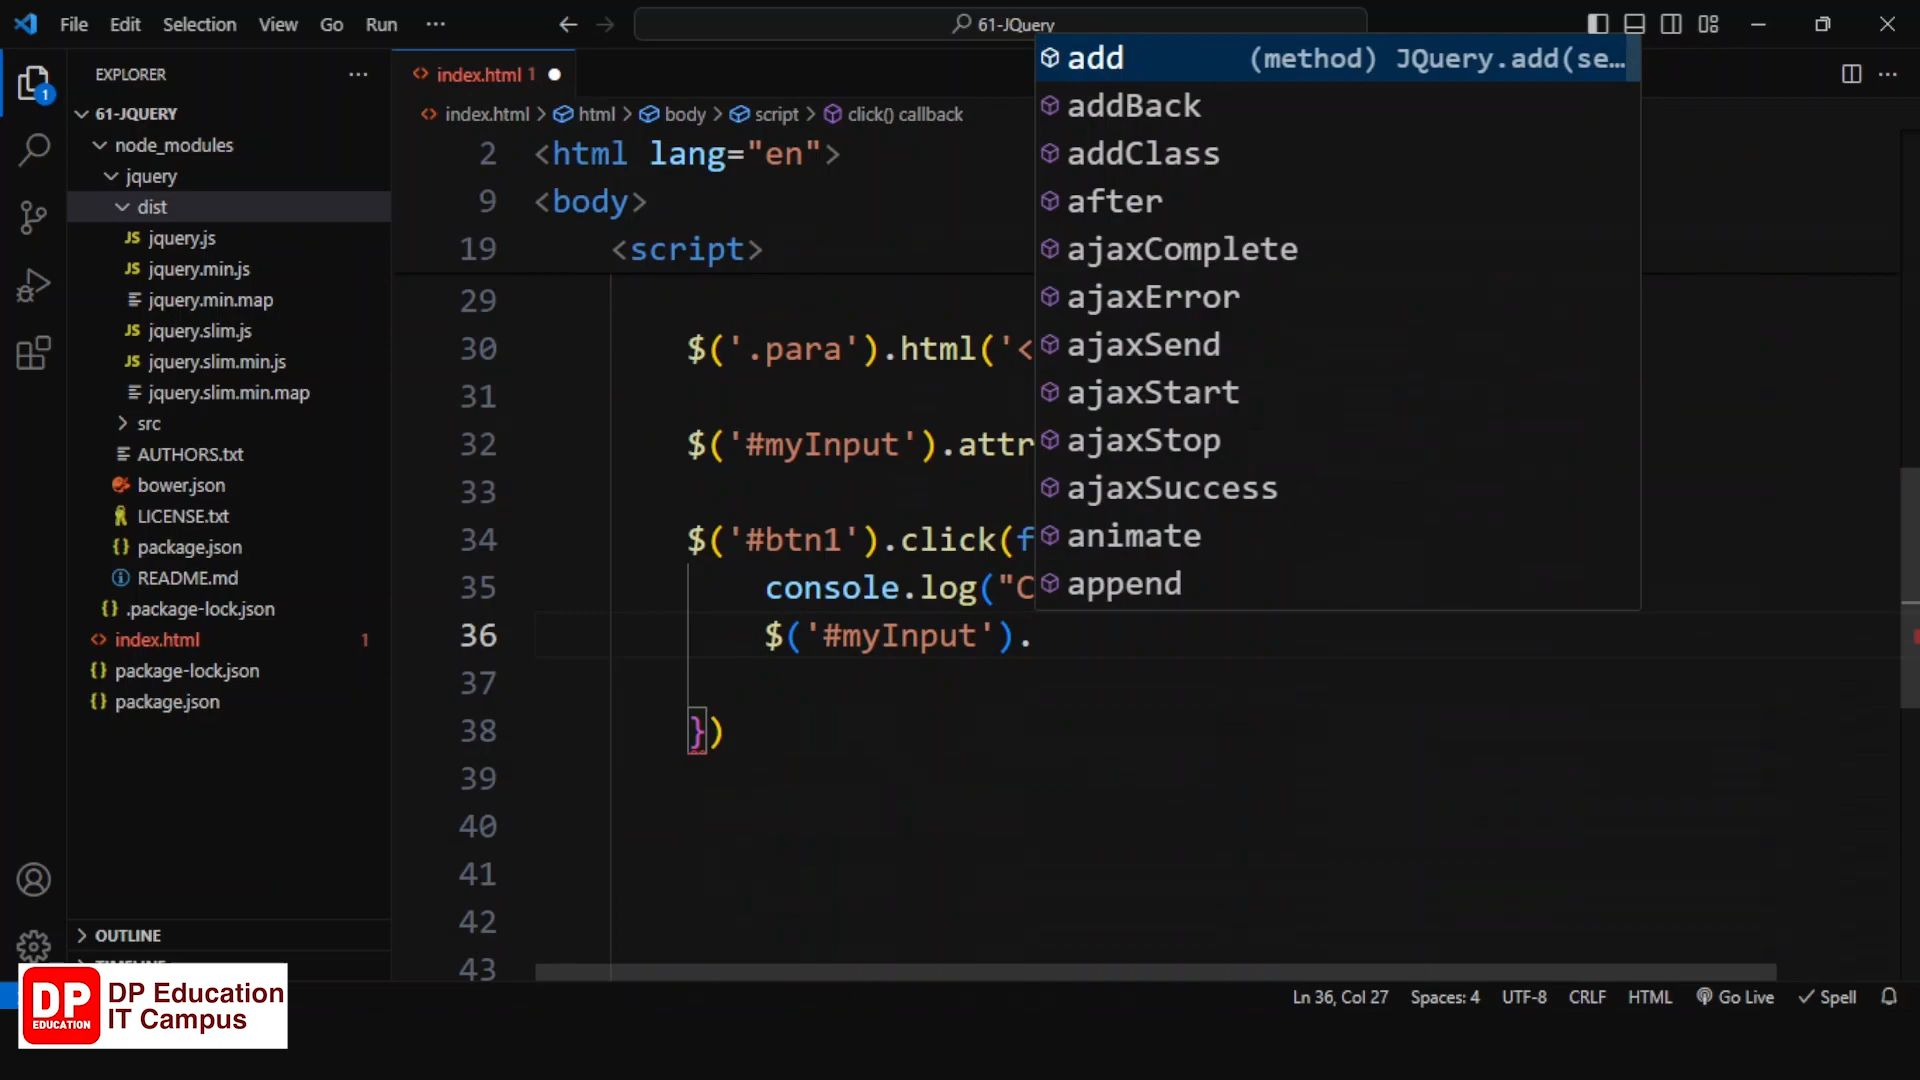 File Edit Selection View Go Run ···
61-JQuery
EXPLORER
61-JQUERY
node_modules
jquery
dist
JS jquery.js
JS jquery.min.js
jquery.min.map
JS jquery.slim.js
JS jquery.slim.min.js
jquery.slim.min.map
src
AUTHORS.txt
bower.json
LICENSE.txt
{} package.json
README.md
{} .package-lock.json
<> index.html 1
{} package-lock.json
{} package.json
OUTLINE
1
<> index.html 1
<> index.html > html > body > script > click() callback
2 <html lang="en">
9 <body>
19 <script>
29
30 $('.para').html('<
31
32 $('#myInput').attr
33
34 $('#btn1').click(f
35 console.log("C
36 $('#myInput').
37
38 })
39
40
41
42
43
add (method) JQuery.add(se…
addBack
addClass
after
ajaxComplete
ajaxError
ajaxSend
ajaxStart
ajaxStop
ajaxSuccess
animate
append
DP
EDUCATION
DP Education
IT Campus
Ln 36, Col 27 Spaces: 4 UTF-8 CRLF HTML Go Live Spell